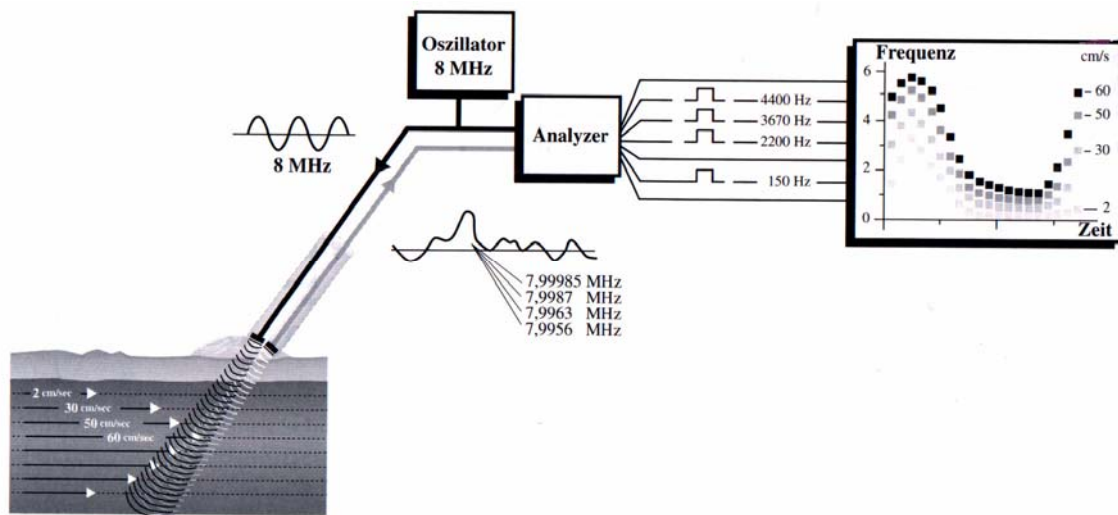 Oszillator
8 MHz
8 MHz
Analyzer
4400 Hz
3670 Hz
2200 Hz
150 Hz
Frequenz
cm/s
6
4
2
0
60
50
30
2
Zeit
7,99985 MHz
7,9987 MHz
7,9963 MHz
7,9956 MHz
2 cm/sec
30 cm/sec
50 cm/sec
60 cm/sec